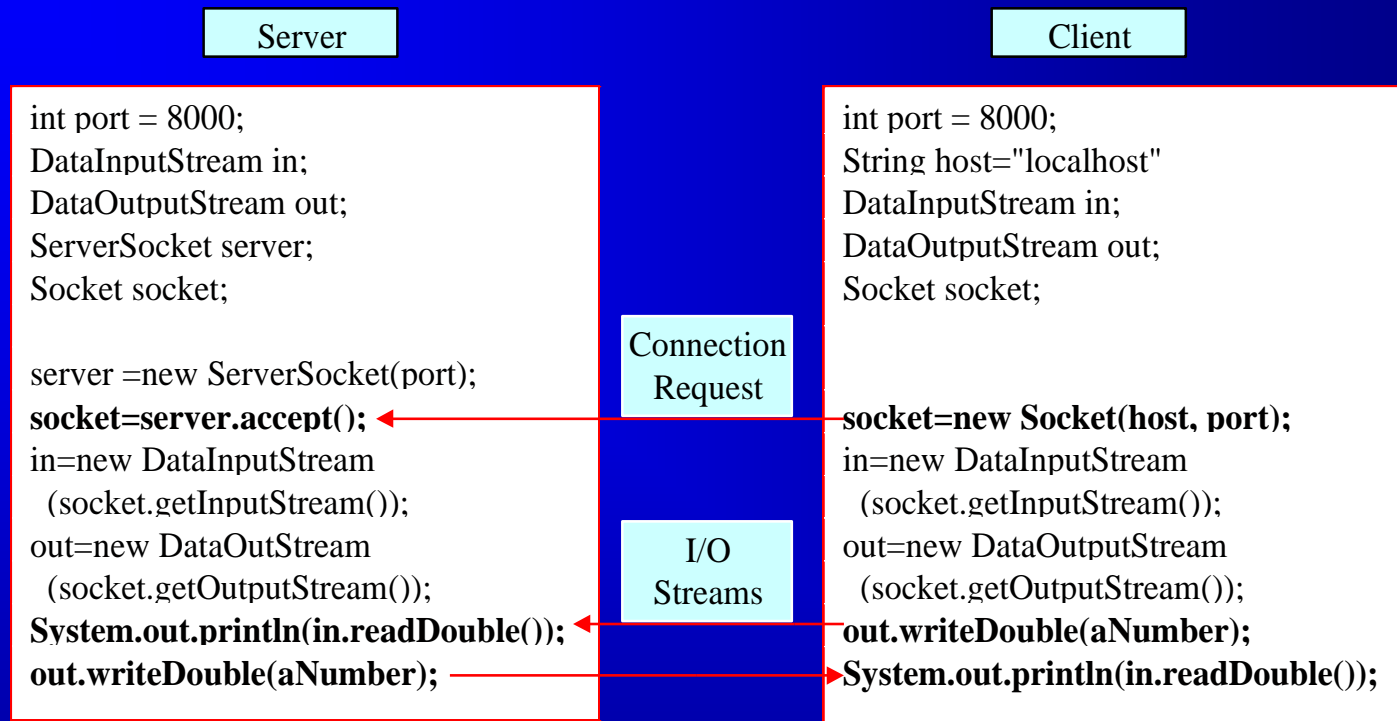 Server
int port = 8000;
DataInputStream in;
DataOutputStream out;
ServerSocket server;
Socket socket;
server =new ServerSocket(port);
socket=server.accept();
in=new DataInputStream
(socket.getInputStream());
out=new DataOutStream
(socket.getOutputStream());
System.out.println(in.readDouble());
out.writeDouble(aNumber);
Connection
Request
I/O
Streams
Client
int port = 8000;
String host="localhost"
DataInputStream in;
DataOutputStream out;
Socket socket;
socket=new Socket(host, port);
in=new DataInputStream
(socket.getInputStream());
out=new DataOutputStream
(socket.getOutputStream());
out.writeDouble(aNumber);
System.out.println(in.readDouble());